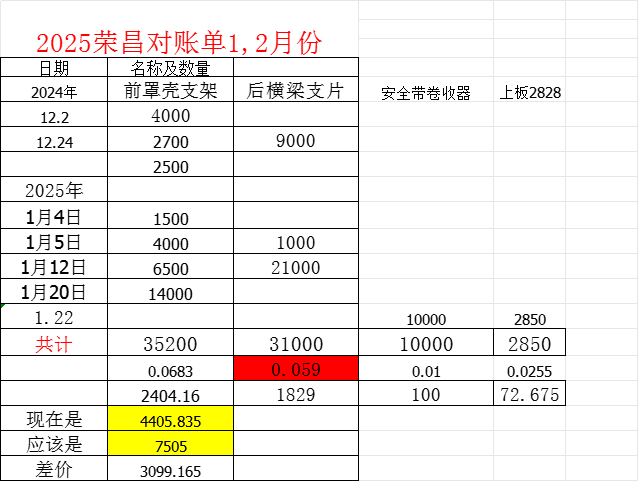 2025荣昌对账单1,2月份
日期 名称及数量
2024年 前罩壳支架 后横梁支片 安全带卷收器 上板2828
12.2 4000
12.24 2700 9000
2500
2025年
1月4日 1500
1月5日 4000 1000
1月12日 6500 21000
1月20日 14000
1.22 10000 2850
共计 35200 31000 10000 2850
0.0683 0.059 0.01 0.0255
2404.16 1829 100 72.675
现在是 4405.835
应该是 7505
差价 3099.165